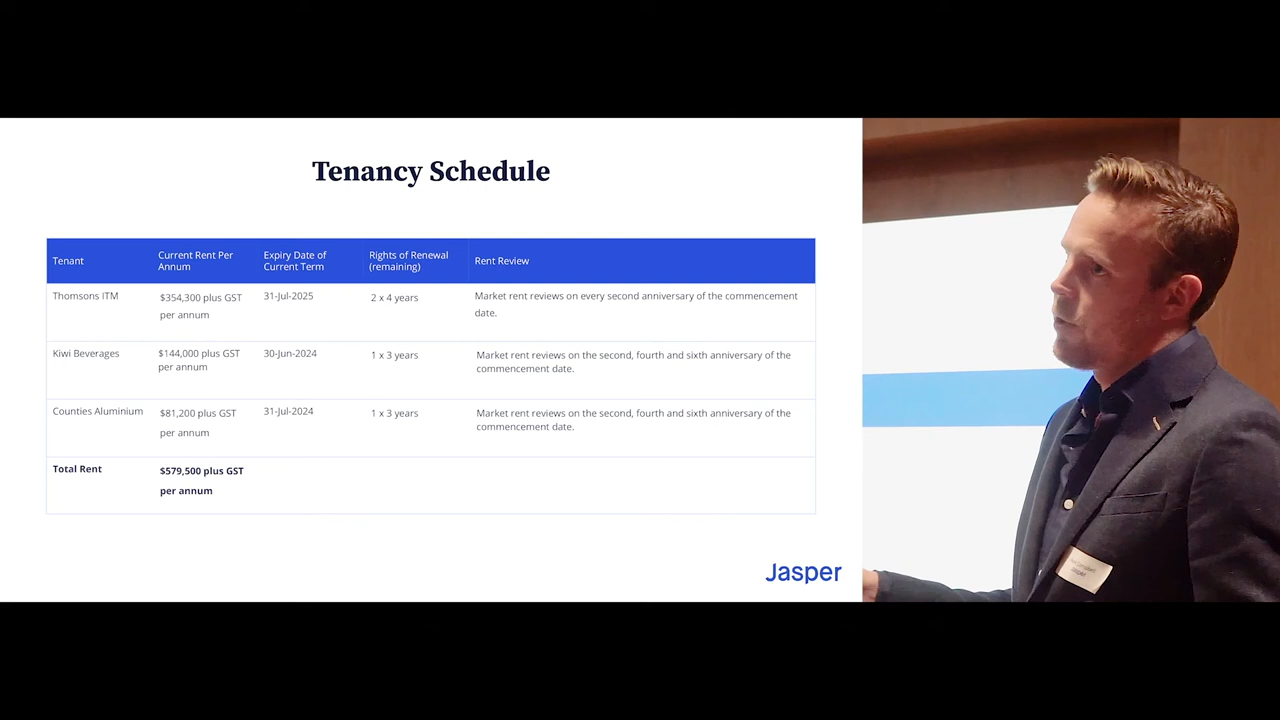 Tenancy Schedule
Tenant
Current Rent Per
Annum
Expiry Date of
Current Term
Rights of Renewal
(remaining)
Rent Review
Thomsons ITM
$354,300 plus GST
per annum
31-Jul-2025
2 x 4 years
Market rent reviews on every second anniversary of the commencement
date.
Kiwi Beverages
$144,000 plus GST
per annum
30-Jun-2024
1 x 3 years
Market rent reviews on the second, fourth and sixth anniversary of the
commencement date.
Counties Aluminium
$81,200 plus GST
per annum
31-Jul-2024
1 x 3 years
Market rent reviews on the second, fourth and sixth anniversary of the
commencement date.
Total Rent
$579,500 plus GST
per annum
Jasper